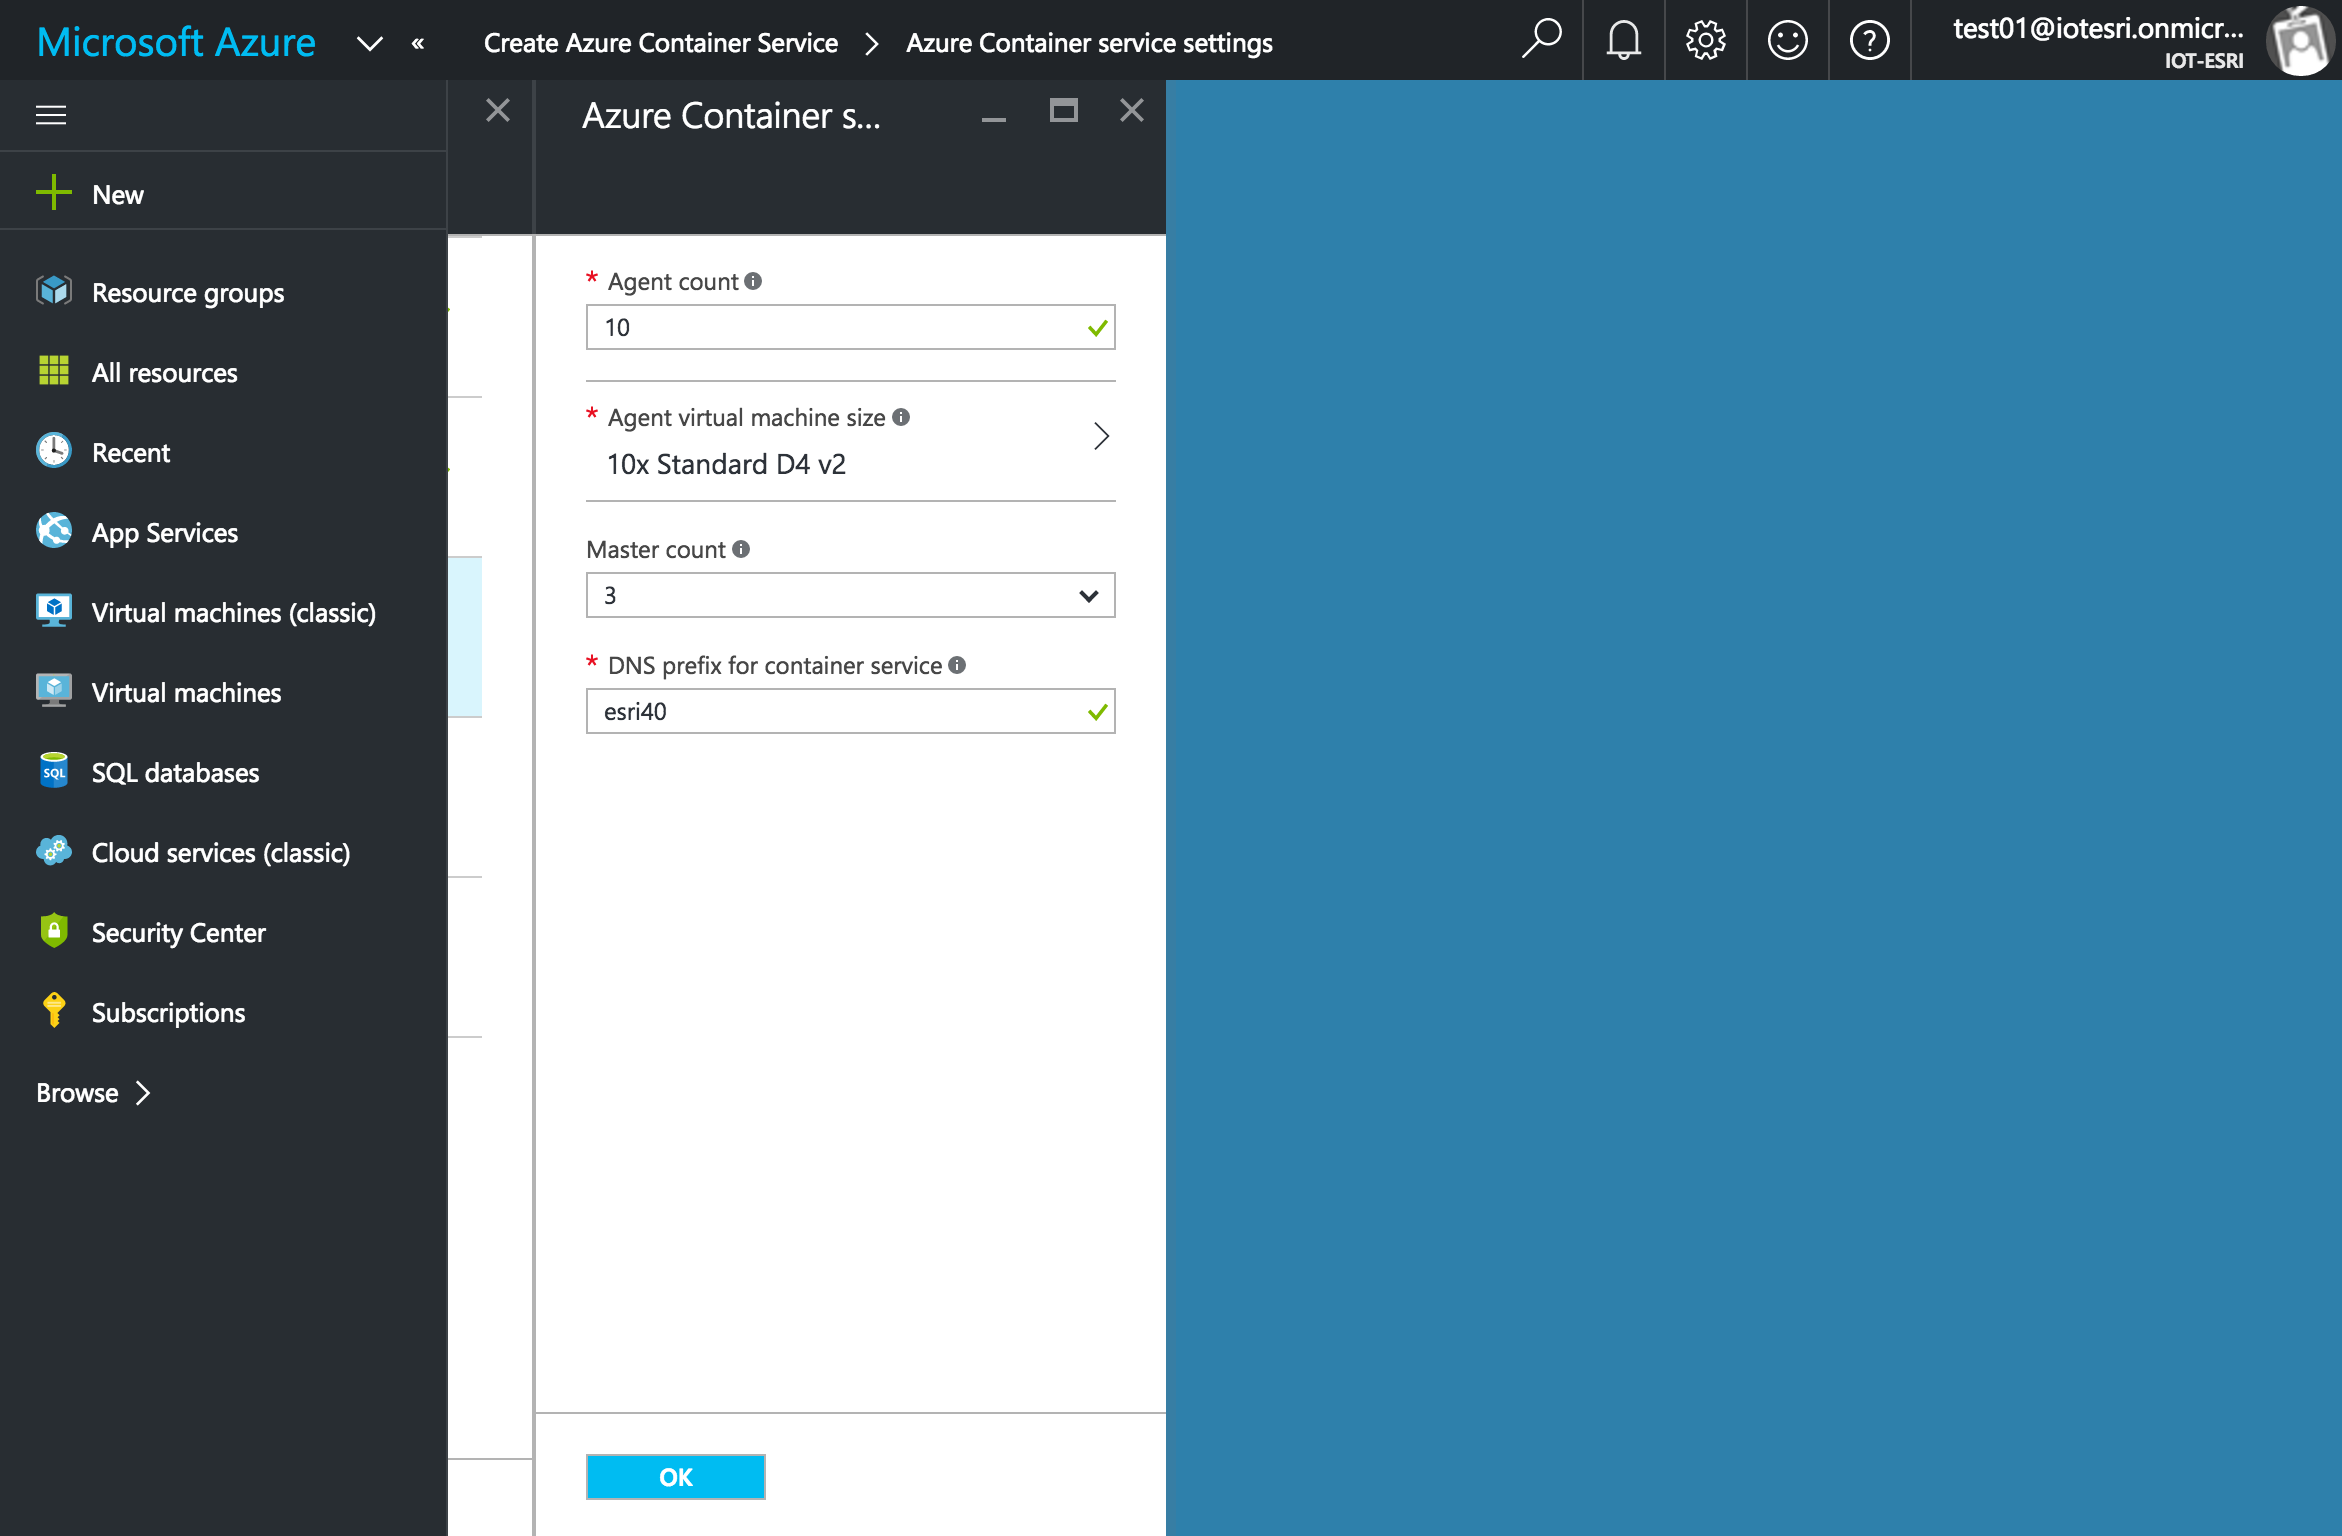 Microsoft Azure
«
Create Azure Container Service > Azure Container service settings
test01@iotesri.onmicr...
IOT-ESRI
New
Resource groups
All resources
Recent
App Services
Virtual machines (classic)
Virtual machines
SQL
SQL databases
Cloud services (classic)
Security Center
Subscriptions
Browse >
Azure Container s...
* Agent count
10
* Agent virtual machine size
10x Standard D4 v2
Master count
3
* DNS prefix for container service
esri40
OK